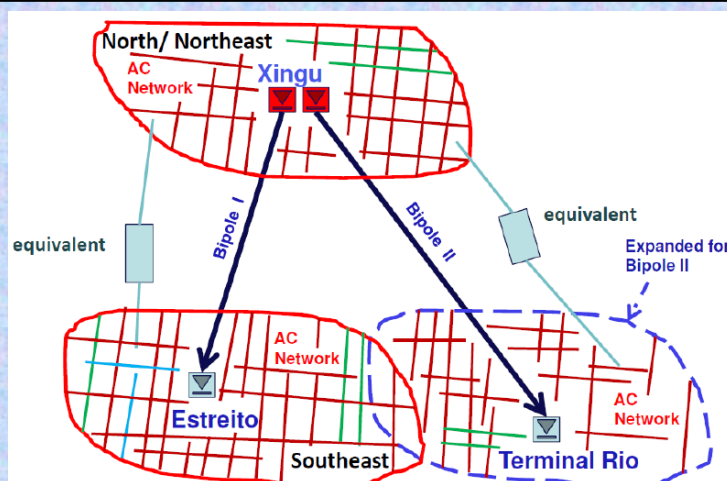 North/ Northeast
AC
Network
Xingu
Bipole I
Bipole II
equivalent
equivalent
Expanded for
Bipole II
AC
Network
Estreito
Southeast
AC
Network
Terminal Rio